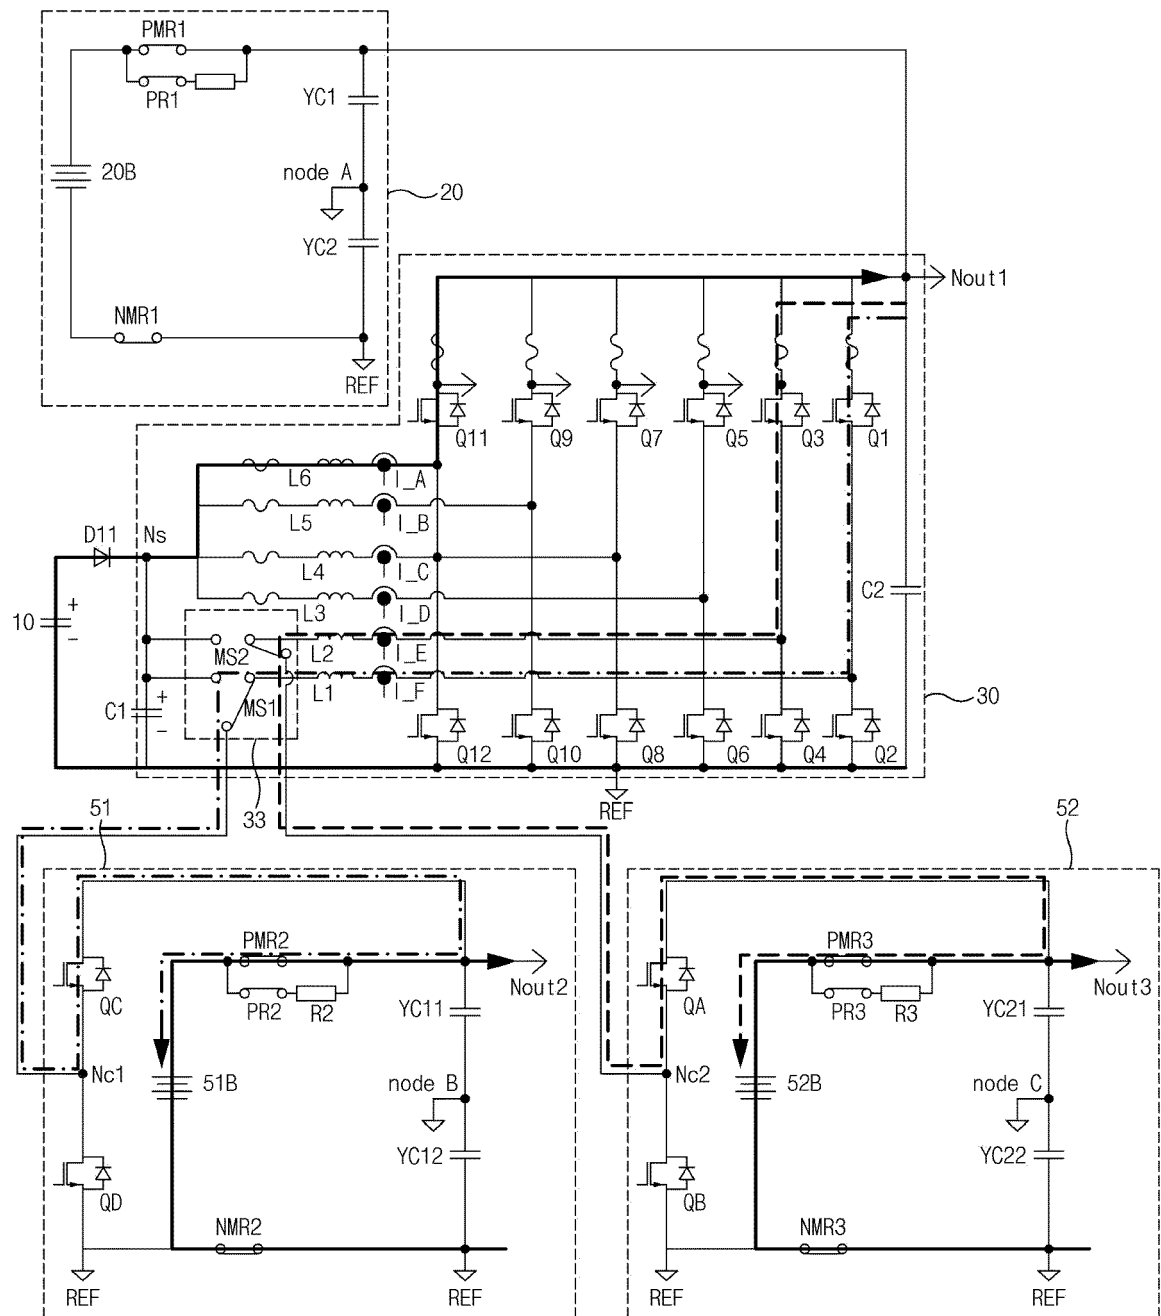 PMR1
PR1
YC1
20B
node A
20
YC2
NMR1
REF
Nout1
Q11
Q9
Q7
Q5
Q3
Q1
L6
I_A
L5
I_B
D11
Ns
L4
I_C
C2
10
+
−
L3
I_D
MS2
L2
I_E
C1
+
−
MS1
L1
I_F
30
Q12
Q10
Q8
Q6
Q4
Q2
REF
33
51
52
PMR2
Nout2
QC
PR2
R2
YC11
Nc1
51B
node B
YC12
QD
NMR2
REF
REF
PMR3
Nout3
QA
PR3
R3
YC21
Nc2
52B
node C
YC22
QB
NMR3
REF
REF